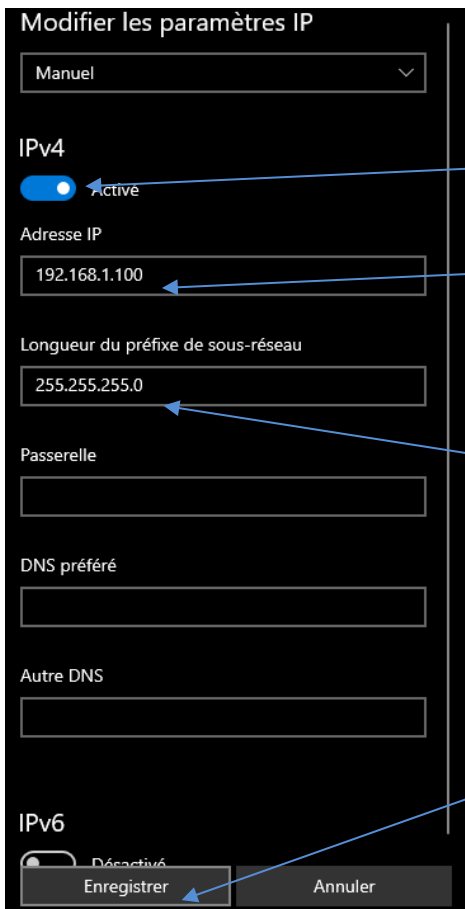 Modifier les paramètres IP
Manuel
IPv4
Activé
Adresse IP
192.168.1.100
Longueur du préfixe de sous-réseau
255.255.255.0
Passerelle
DNS préféré
Autre DNS
IPv6
Désactivé
Enregistrer
Annuler